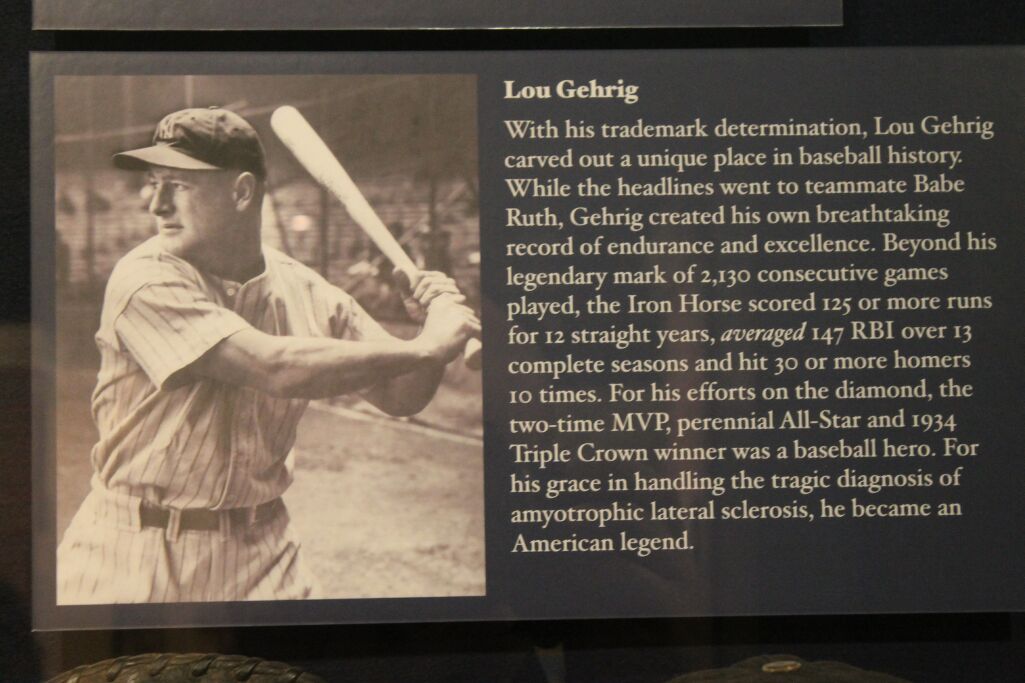 Lou Gehrig
With his trademark determination, Lou Gehrig
carved out a unique place in baseball history.
While the headlines went to teammate Babe
Ruth, Gehrig created his own breathtaking
record of endurance and excellence. Beyond his
legendary mark of 2,130 consecutive games
played, the Iron Horse scored 125 or more runs
for 12 straight years, averaged 147 RBI over 13
complete seasons and hit 30 or more homers
10 times. For his efforts on the diamond, the
two-time MVP, perennial All-Star and 1934
Triple Crown winner was a baseball hero. For
his grace in handling the tragic diagnosis of
amyotrophic lateral sclerosis, he became an
American legend.
NY